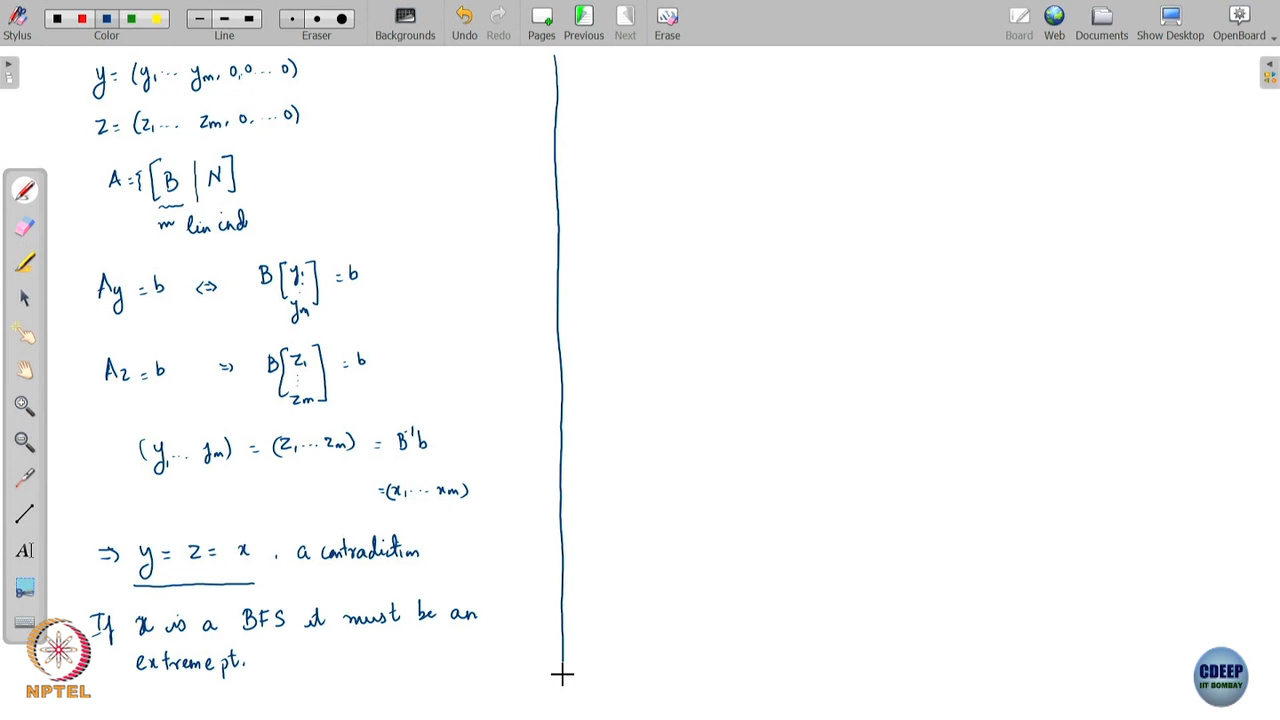 Stylus Color Line Eraser Backgrounds Undo Redo Pages Previous Next Erase Board Web Documents Show Desktop OpenBoard
y = (y₁ ⋯ yₘ, 0, 0 ⋯ 0)
z = (z₁ ⋯ zₘ, 0, ⋯ 0)
A = [B | N]
m lin ind
Ay = b ⇔ B[y₁ ⋮ yₘ] = b
Az = b ⇒ B[z₁ ⋮ zₘ] = b
(y₁ ⋯ yₘ) = (z₁ ⋯ zₘ) = B⁻¹b
= (x₁ ⋯ xₘ)
⇒ y = z = x . a contradiction
If x is a BFS it must be an
extreme pt.
NPTEL
CDEEP
IIT BOMBAY